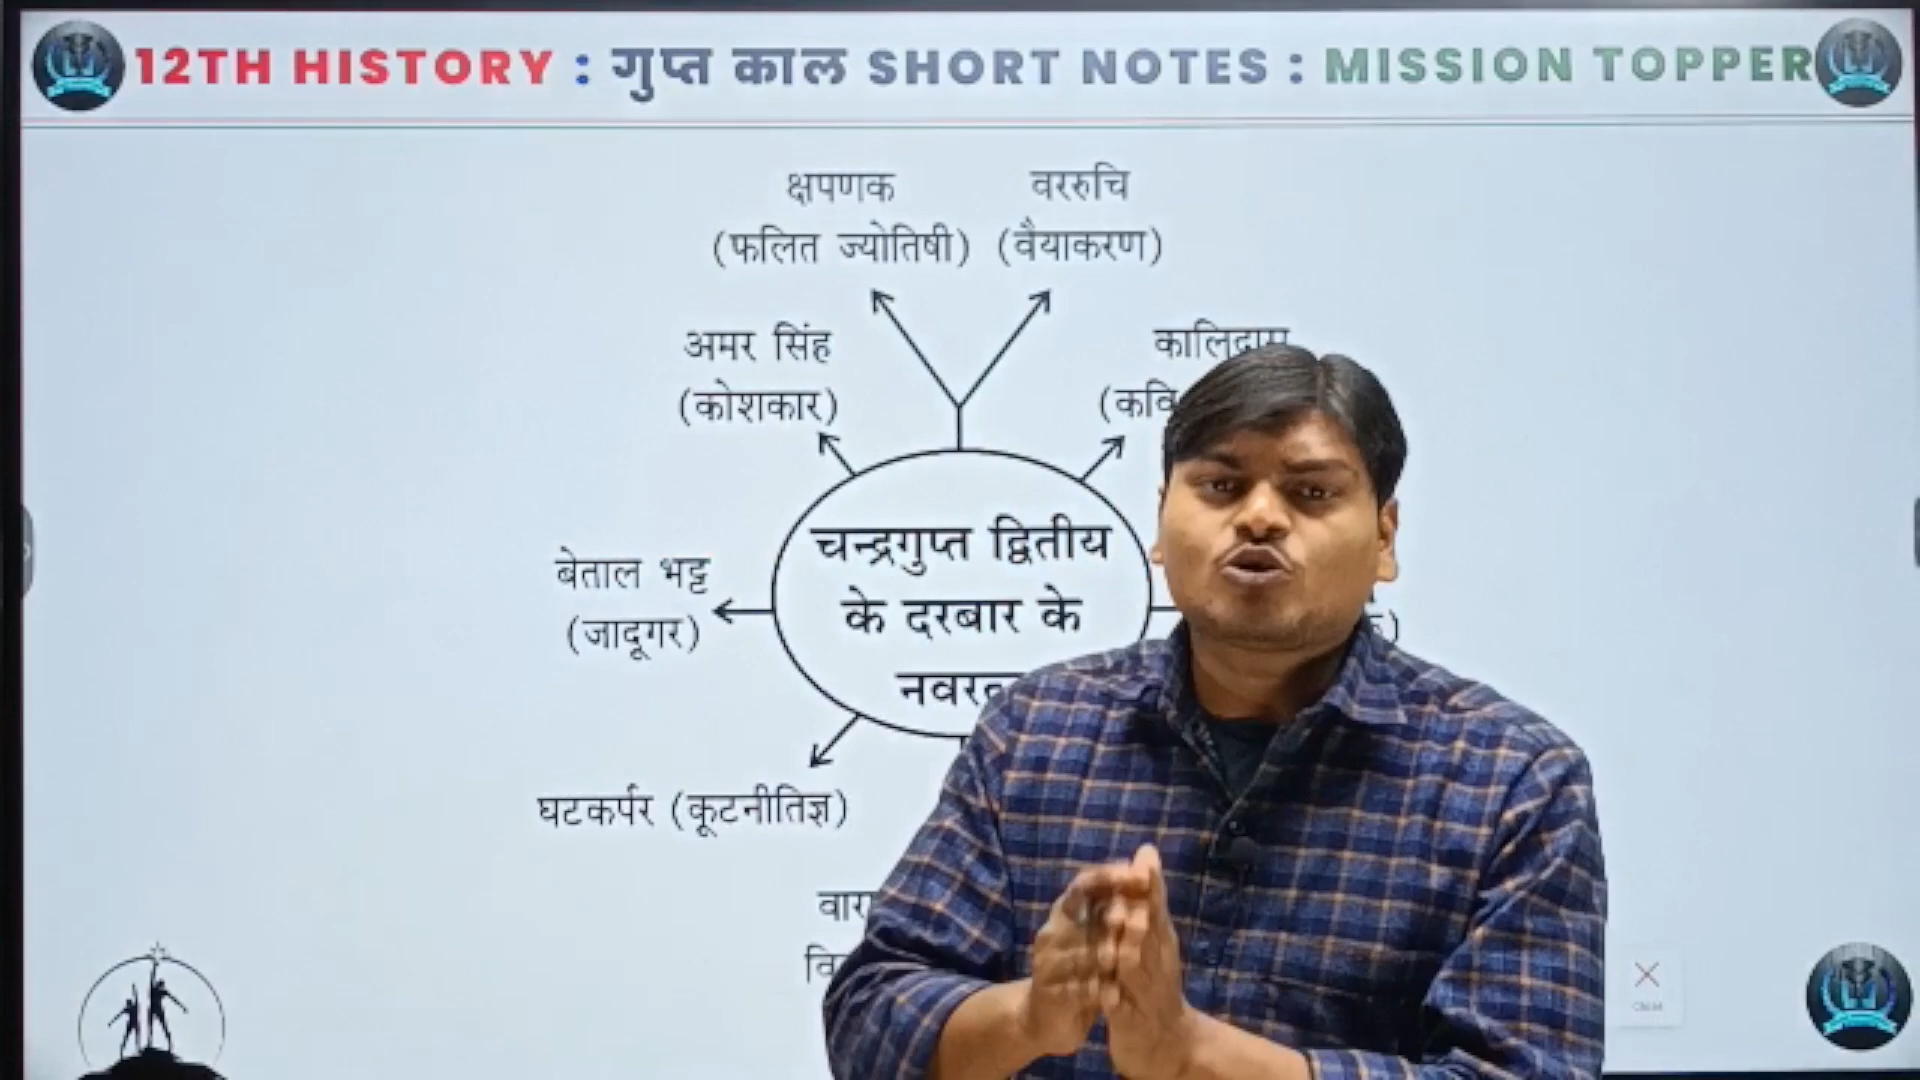 12TH HISTORY : गुप्त काल SHORT NOTES : MISSION TOPPER
क्षपणक
(फलित ज्योतिषी)
वररुचि
(वैयाकरण)
अमर सिंह
(कोशकार)
कालिदास
(कवि
बेताल भट्ट
(जादूगर)
चन्द्रगुप्त द्वितीय
के दरबार के
घटकर्पर (कूटनीतिज्ञ)